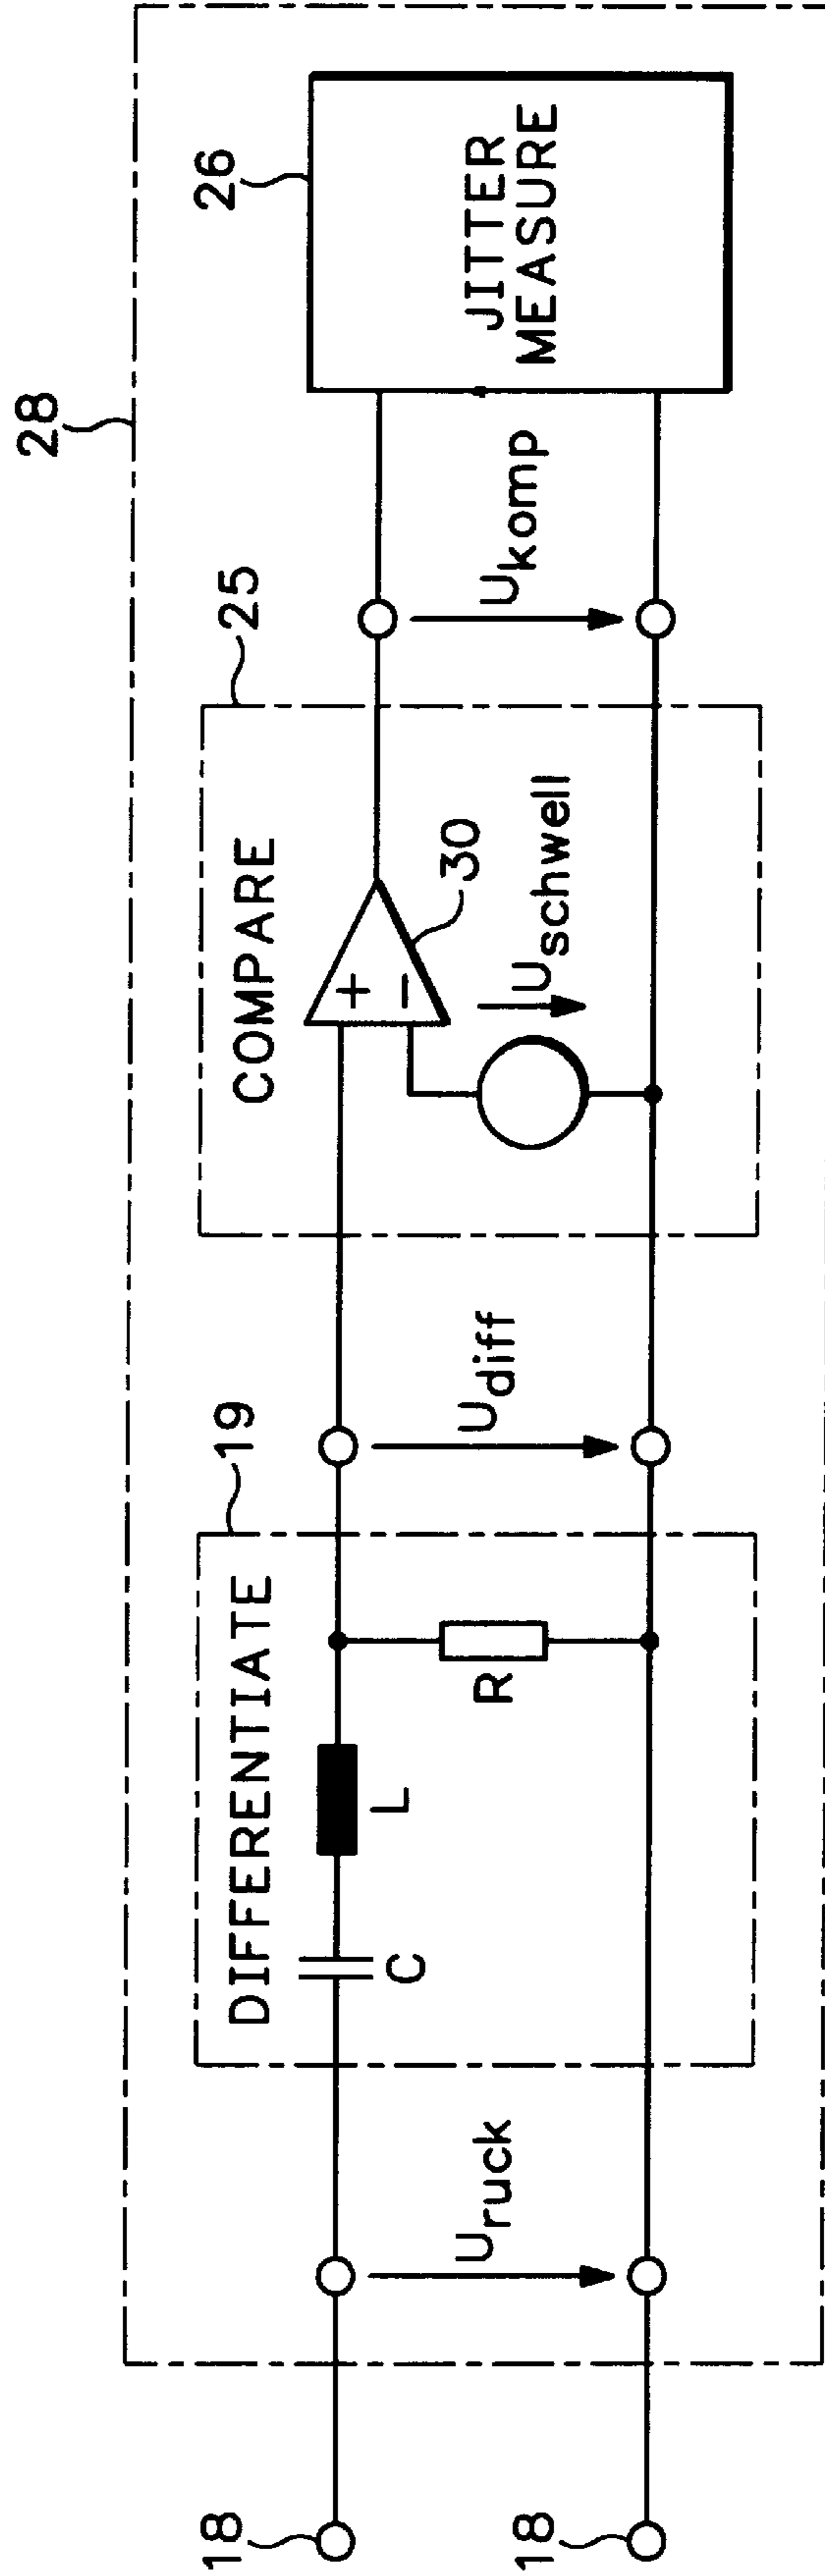 28
19
25
26
DIFFERENTIATE
COMPARE
JITTER
MEASURE
18
18
C
L
R
+
−
30
Uruck
Udiff
Uschwell
Ukomp